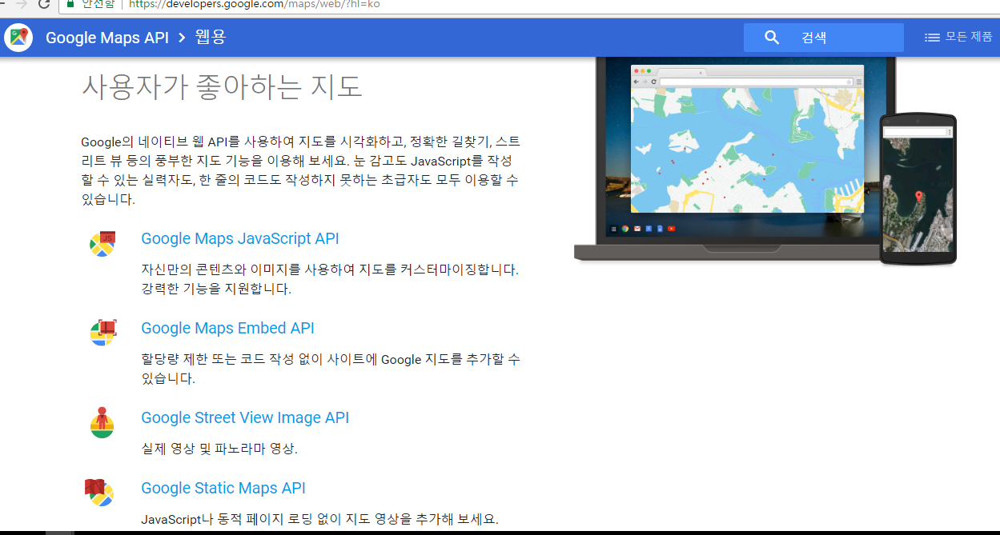 안전함 | https://developers.google.com/maps/web/?hl=ko
Google Maps API > 웹용
검색
모든 제품
사용자가 좋아하는 지도
Google의 네이티브 웹 API를 사용하여 지도를 시각화하고, 정확한 길찾기, 스트
리트 뷰 등의 풍부한 지도 기능을 이용해 보세요. 눈 감고도 JavaScript를 작성
할 수 있는 실력자도, 한 줄의 코드도 작성하지 못하는 초급자도 모두 이용할 수
있습니다.
JS
Google Maps JavaScript API
자신만의 콘텐츠와 이미지를 사용하여 지도를 커스터마이징합니다.
강력한 기능을 지원합니다.
Google Maps Embed API
할당량 제한 또는 코드 작성 없이 사이트에 Google 지도를 추가할 수
있습니다.
Google Street View Image API
실제 영상 및 파노라마 영상.
Google Static Maps API
JavaScript나 동적 페이지 로딩 없이 지도 영상을 추가해 보세요.